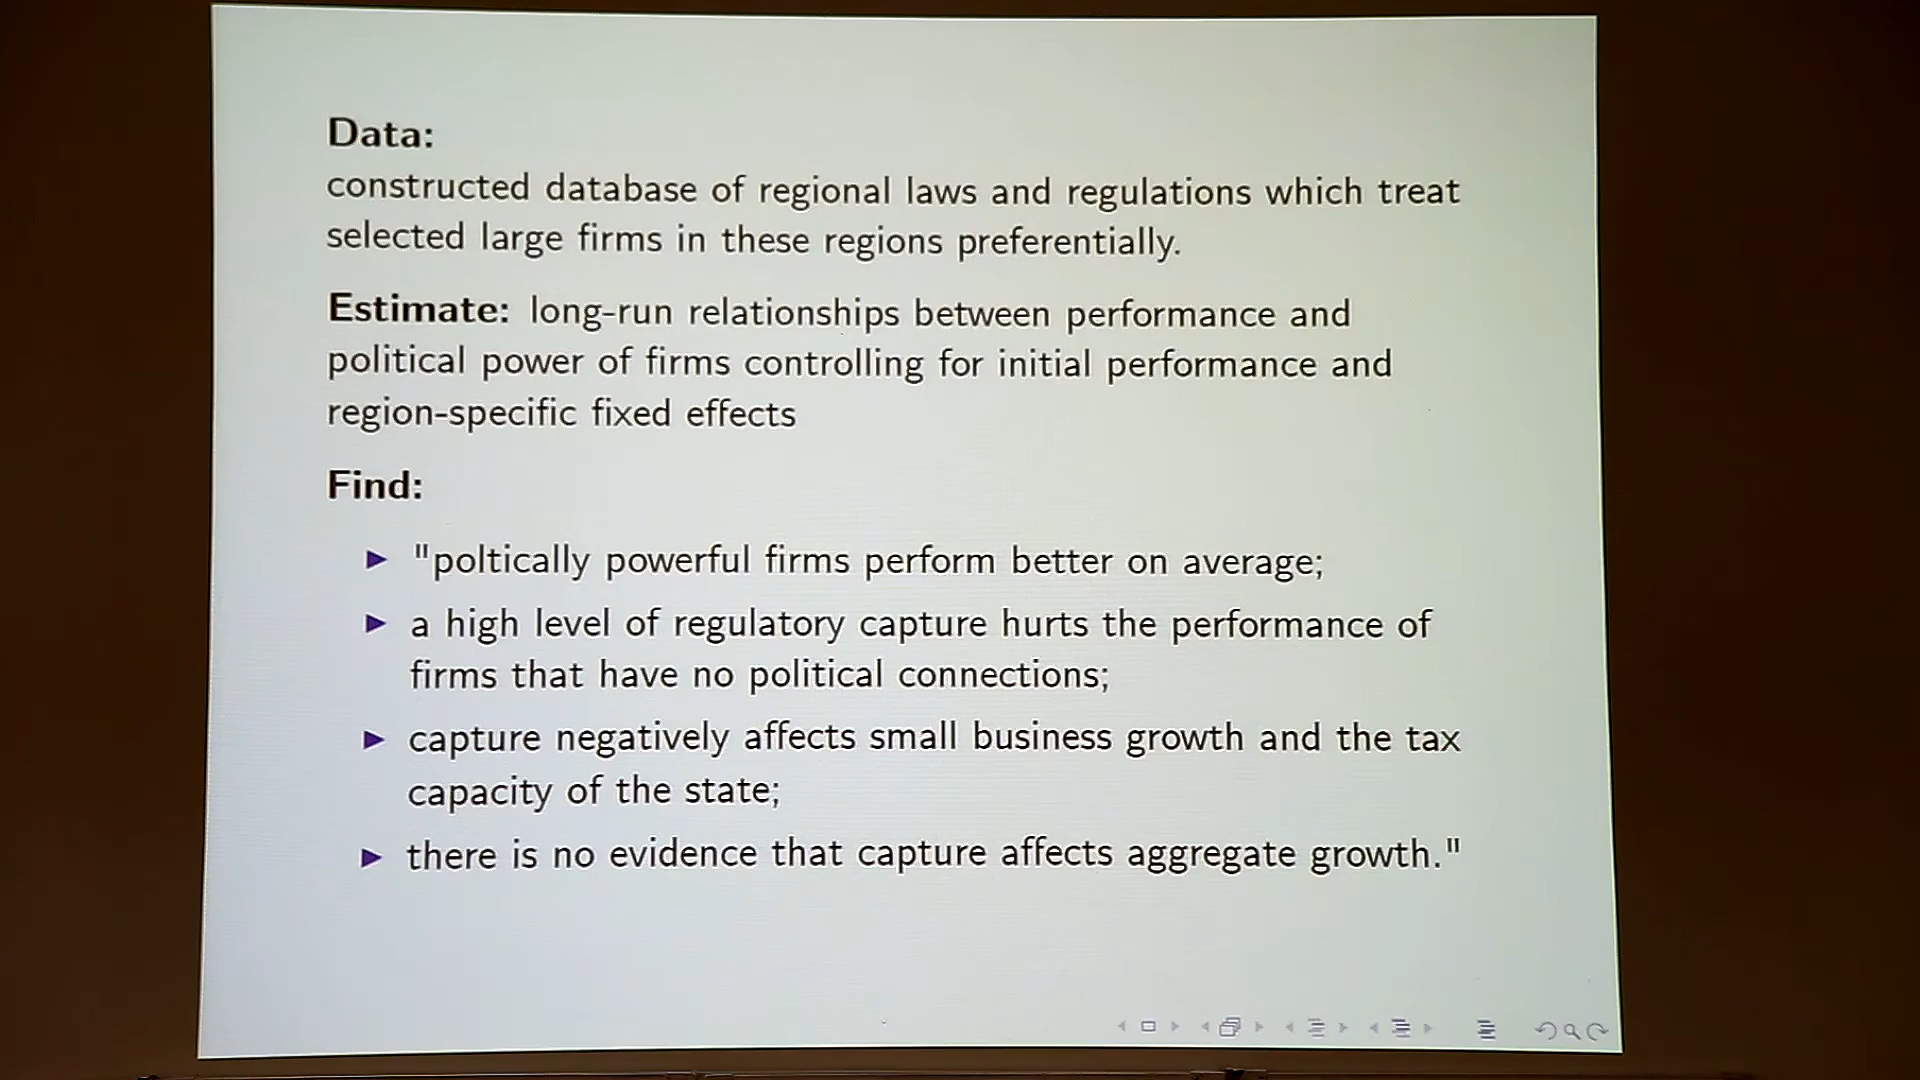 Data:
constructed database of regional laws and regulations which treat
selected large firms in these regions preferentially.
Estimate: long-run relationships between performance and
political power of firms controlling for initial performance and
region-specific fixed effects
Find:
"poltically powerful firms perform better on average;
a high level of regulatory capture hurts the performance of
firms that have no political connections;
capture negatively affects small business growth and the tax
capacity of the state;
there is no evidence that capture affects aggregate growth."